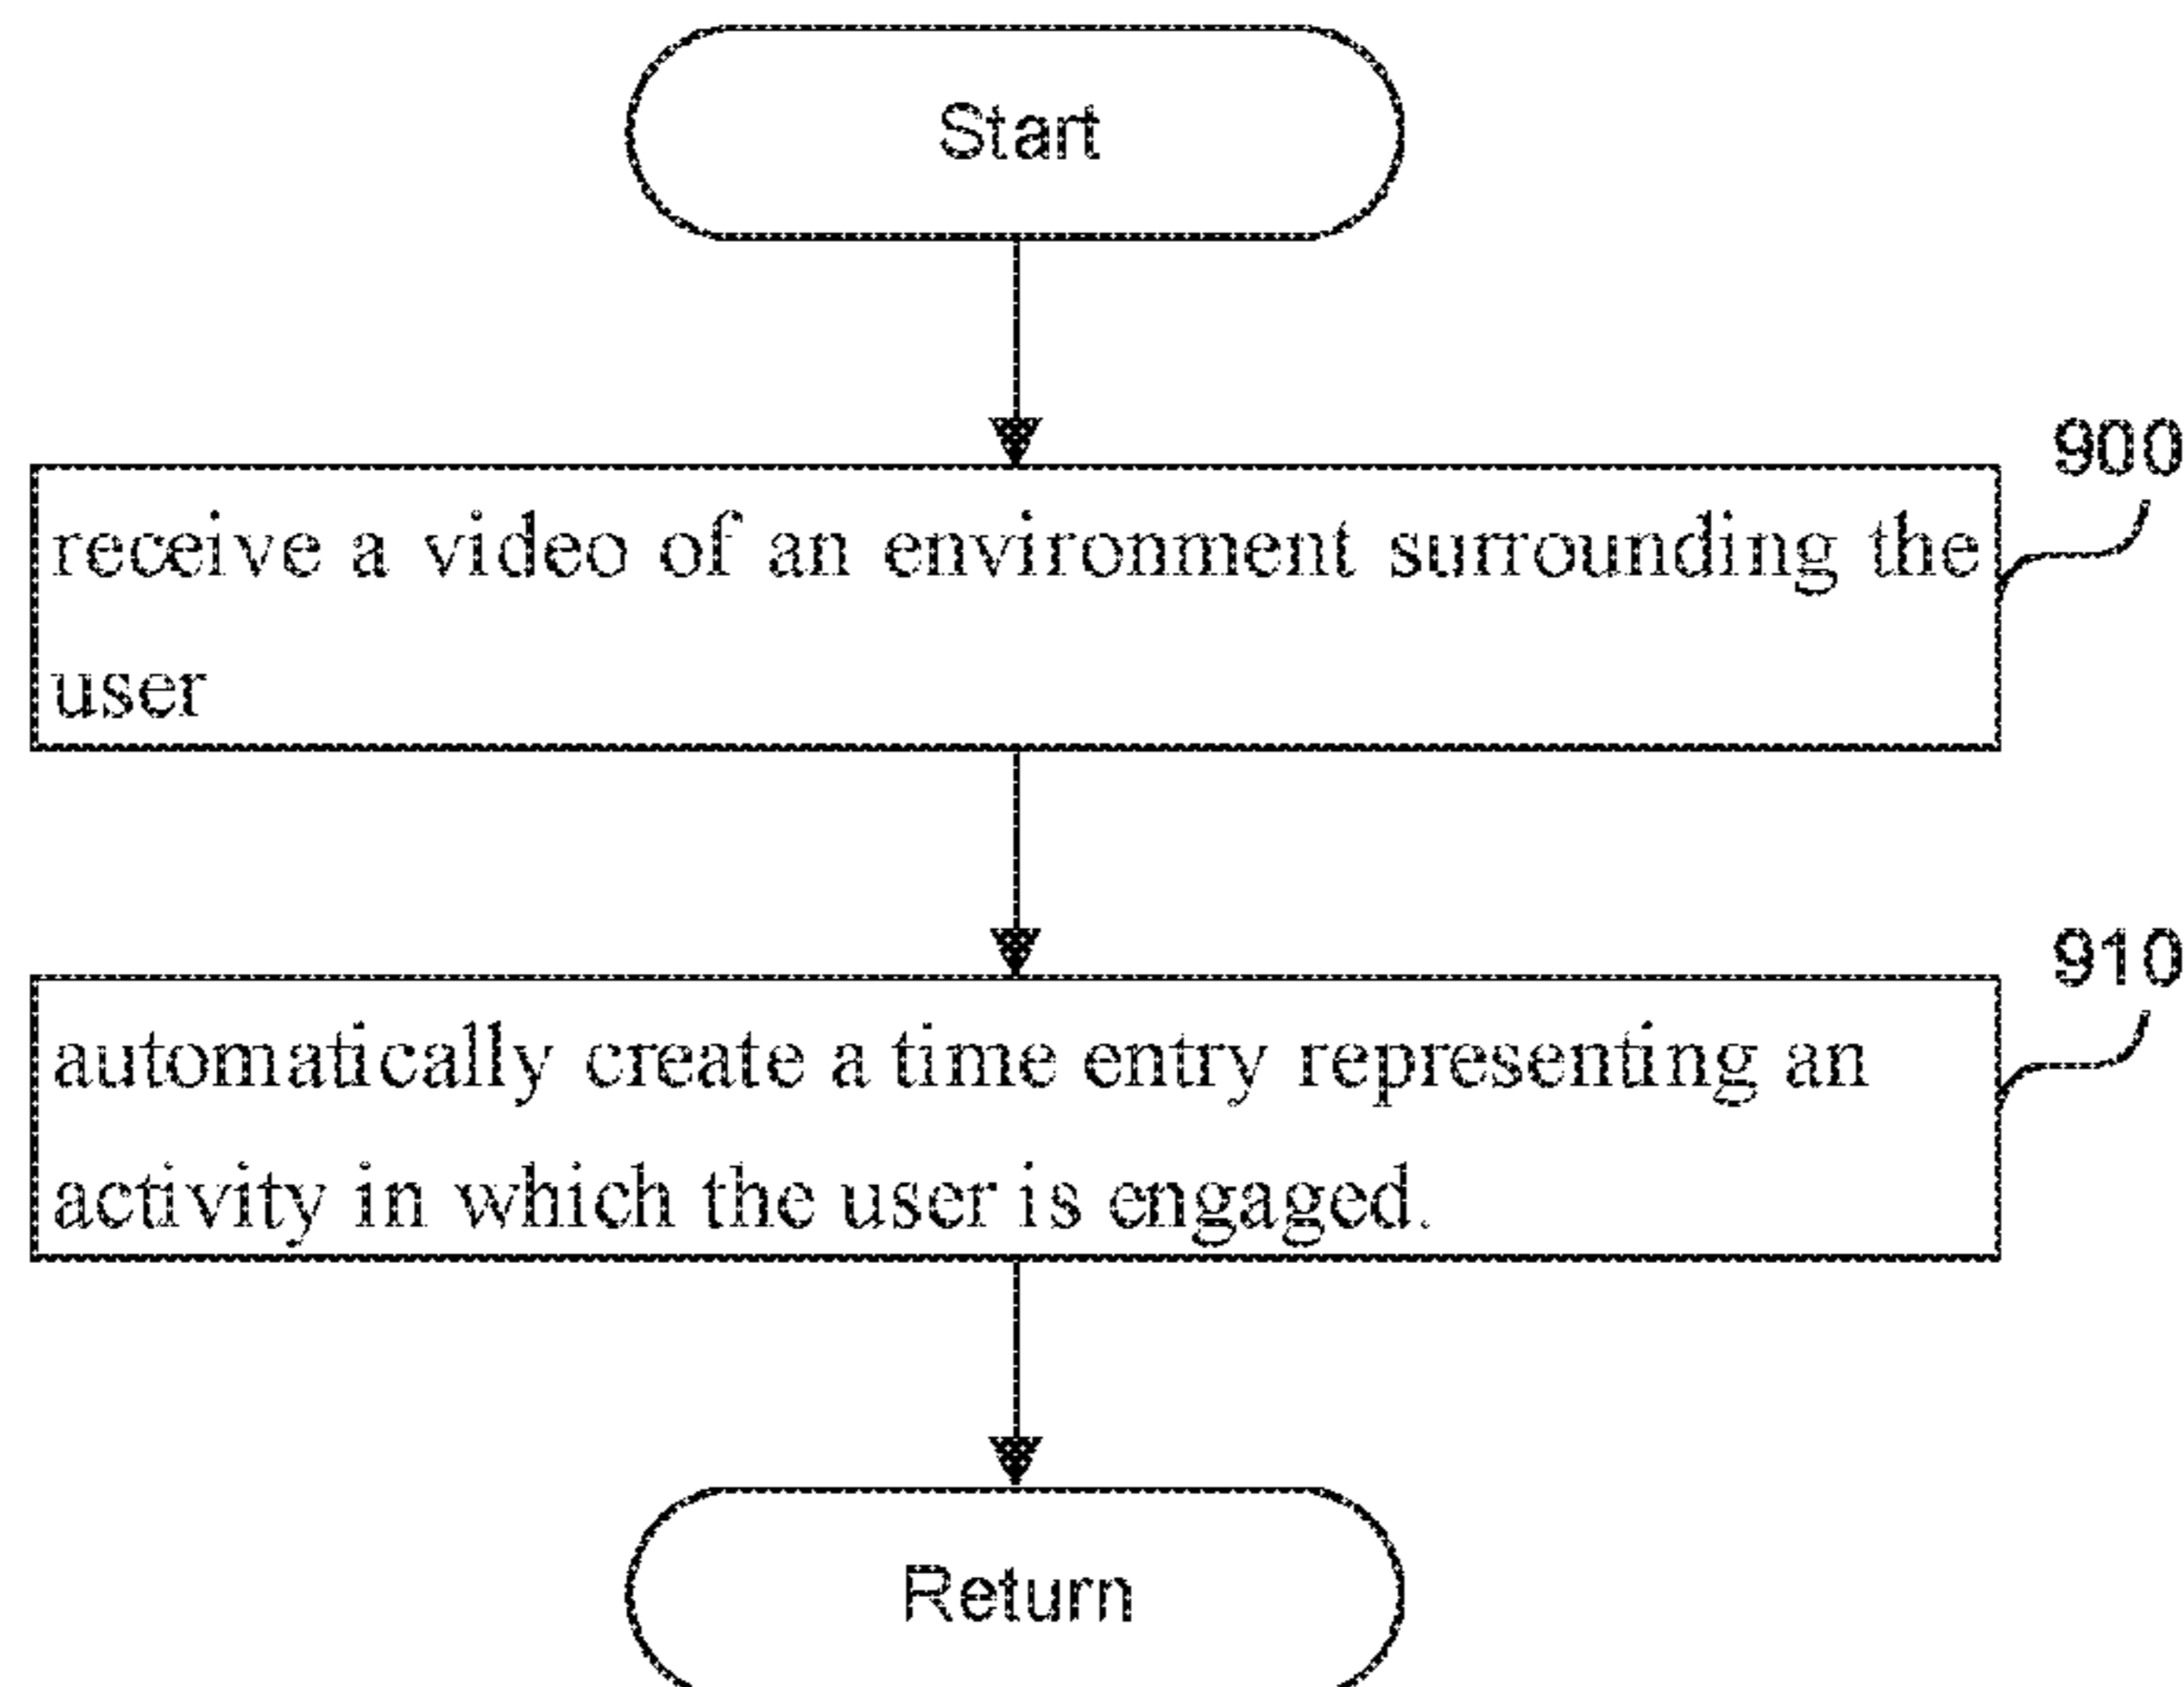 Start
900
receive a video of an environment surrounding the
user
910
automatically create a time entry representing an
activity in which the user is engaged.
Return